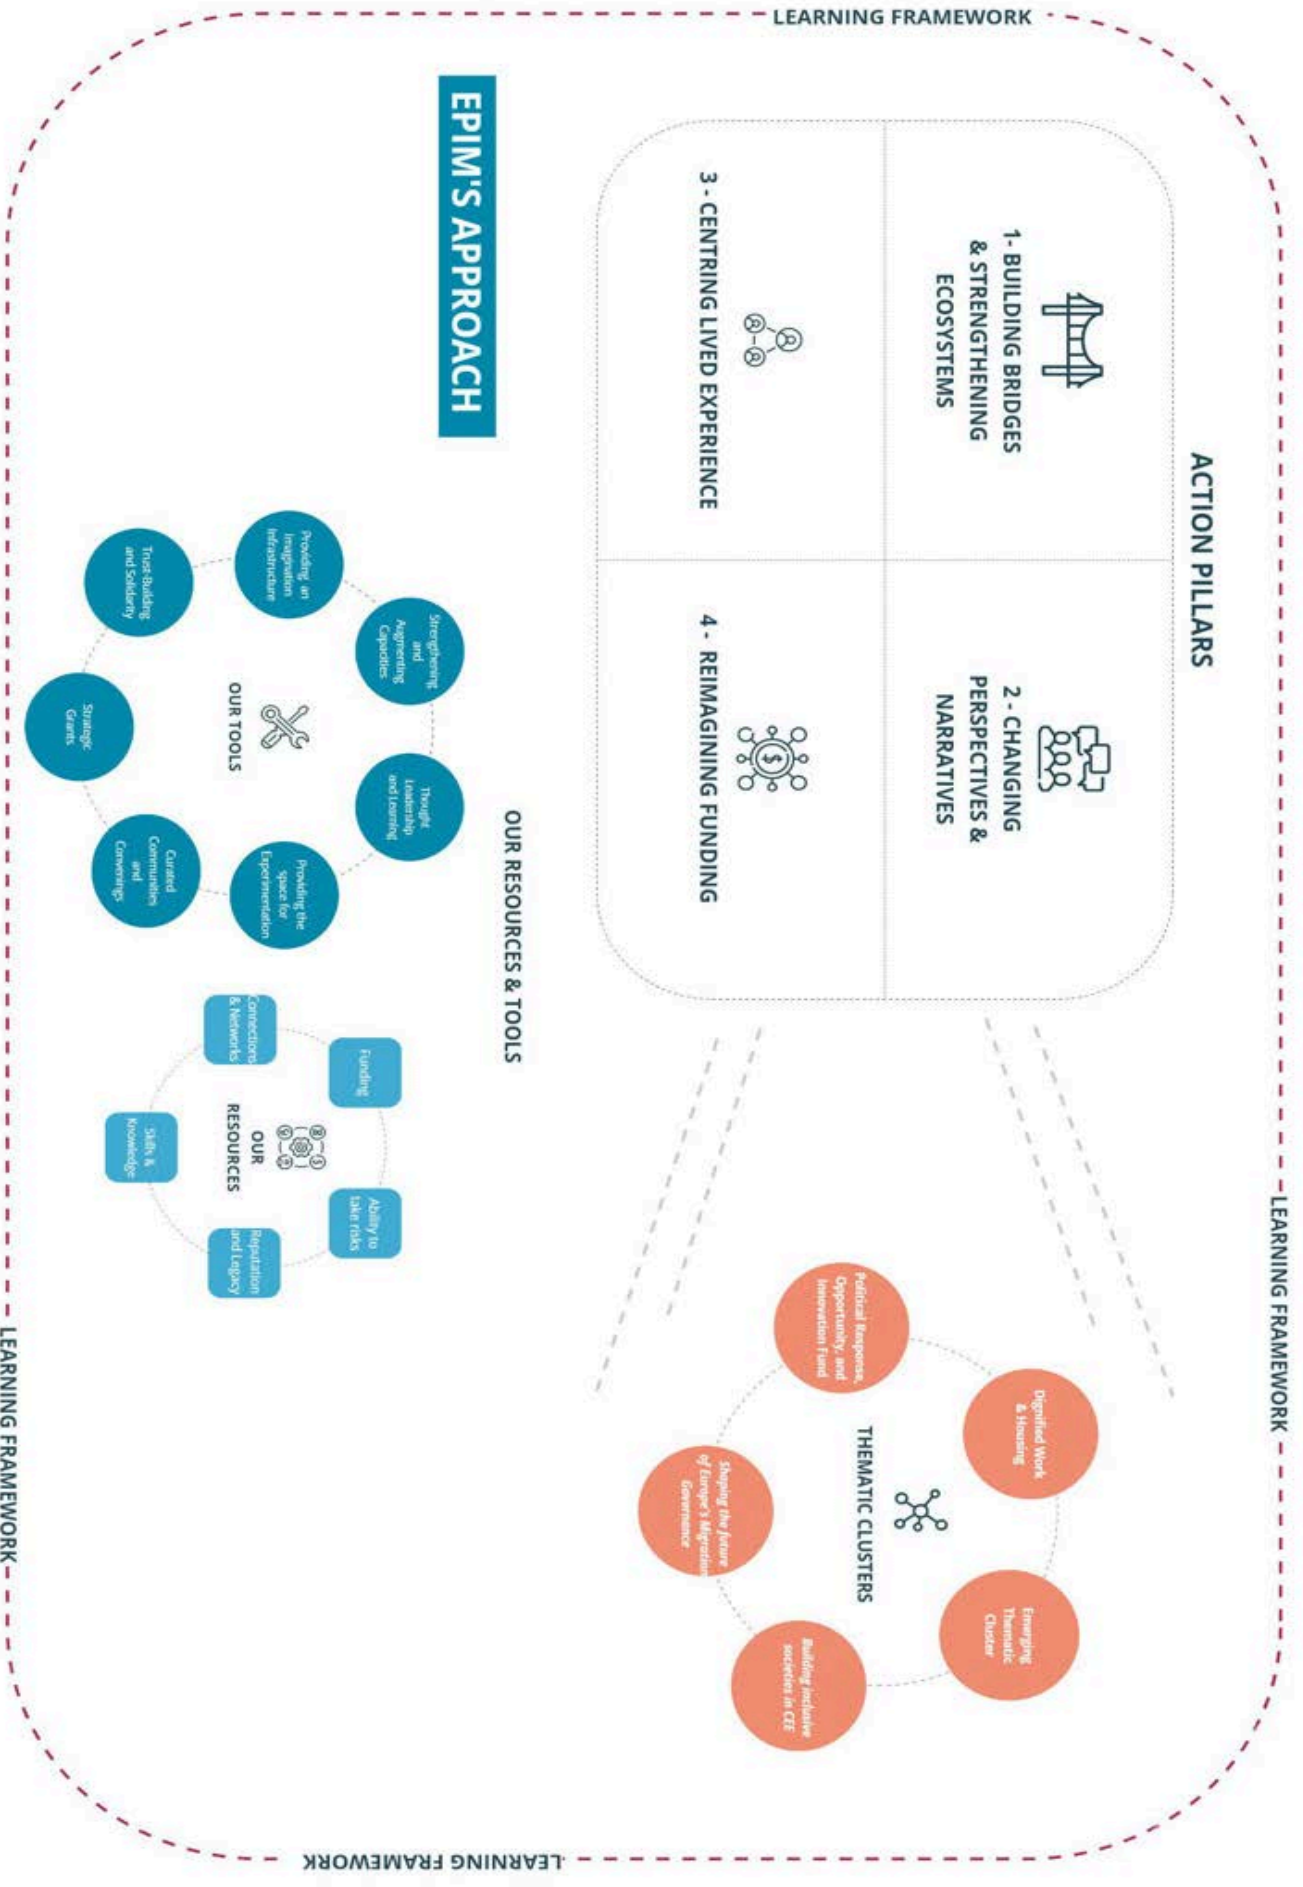 LEARNING FRAMEWORK
ACTION PILLARS
1- BUILDING BRIDGES
& STRENGTHENING
ECOSYSTEMS
2 - CHANGING
PERSPECTIVES &
NARRATIVES
3 - CENTRING LIVED EXPERIENCE
4 - REIMAGINING FUNDING
THEMATIC CLUSTERS
Dignified Work
& Housing
Emerging
Thematic
Cluster
Building inclusive
societies in CEE
Shaping the future
of Europe's Migration
Governance
Political Response,
Opportunity, and
Innovation Fund
EPIM'S APPROACH
OUR RESOURCES & TOOLS
OUR TOOLS
Strengthening
and
Augmenting
Capacities
Thought
Leadership
and Learning
Providing the
space for
Experimentation
Curated
Communities
and
Convenings
Strategic
Grants
Trust-Building
and Solidarity
Providing an
Imagination
Infrastructure
OUR
RESOURCES
Funding
Ability to
take risks
Reputation
and Legacy
Skills &
Knowledge
Connections
& Networks
LEARNING FRAMEWORK
LEARNING FRAMEWORK
LEARNING FRAMEWORK